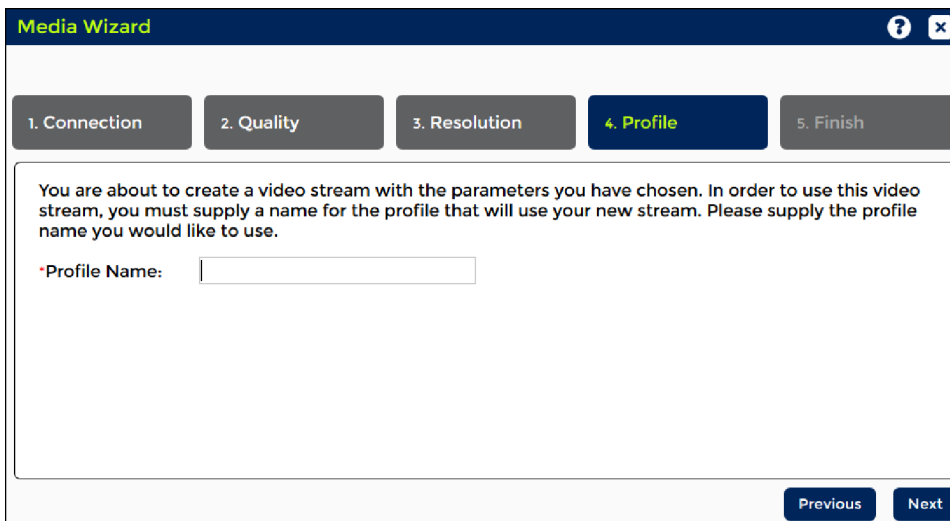 Media Wizard ?
1. Connection 2. Quality 3. Resolution 4. Profile 5. Finish
You are about to create a video stream with the parameters you have chosen. In order to use this video
stream, you must supply a name for the profile that will use your new stream. Please supply the profile
name you would like to use.
*Profile Name:
Previous Next